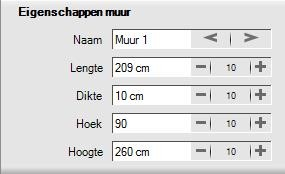 Eigenschappen muur
Naam Muur 1 < >
Lengte 209 cm - 10 +
Dikte 10 cm - 10 +
Hoek 90 - 10 +
Hoogte 260 cm - 10 +